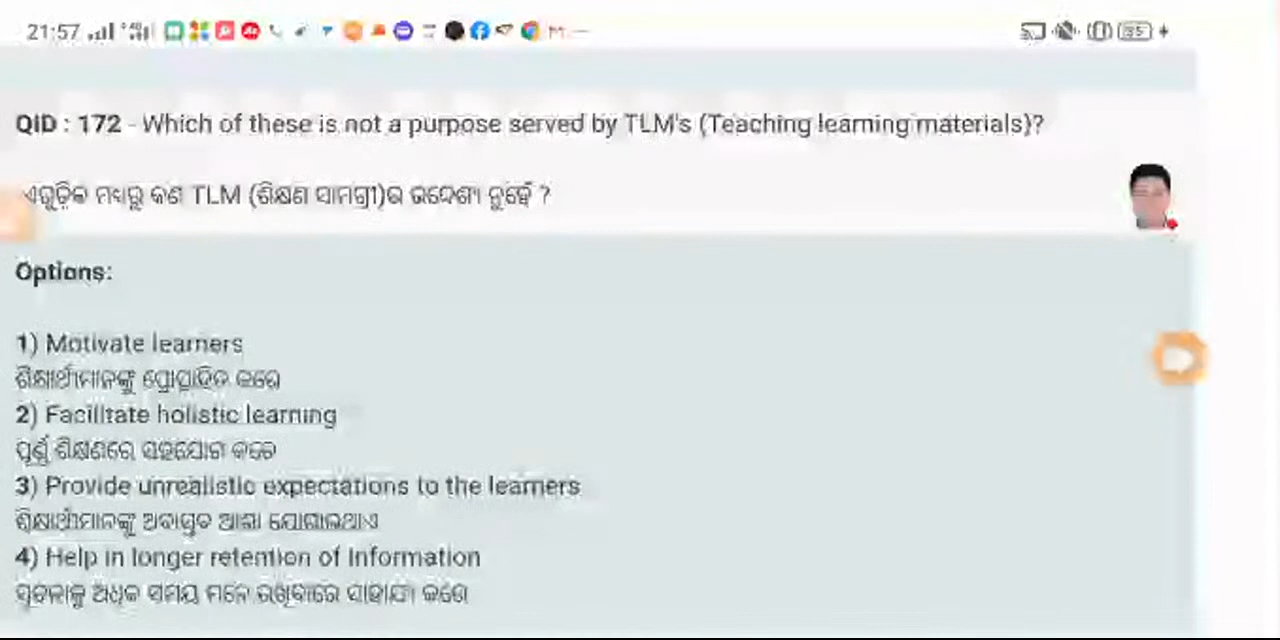 21:57
QID : 172 - Which of these is not a purpose served by TLM's (Teaching learning materials)?
ଏଗୁଡ଼ିକ ମଧ୍ୟରୁ କଣ TLM (ଶିକ୍ଷଣ ସାମଗ୍ରୀ)ର ଉଦ୍ଦେଶ୍ୟ ନୁହେଁ ?
Options:
1) Motivate learners
ଶିକ୍ଷାର୍ଥୀମାନଙ୍କୁ ପ୍ରୋତ୍ସାହିତ କରେ
2) Facilitate holistic learning
ପୂର୍ଣ୍ଣ ଶିକ୍ଷଣରେ ସହଯୋଗ କରେ
3) Provide unrealistic expectations to the learners
ଶିକ୍ଷାର୍ଥୀମାନଙ୍କୁ ଅବାସ୍ତବ ଆଶା ଯୋଗାଇଥାଏ
4) Help in longer retention of Information
ସୂଚନାକୁ ଅଧିକ ସମୟ ମନେ ରଖିବାରେ ସାହାଯ୍ୟ କରେ